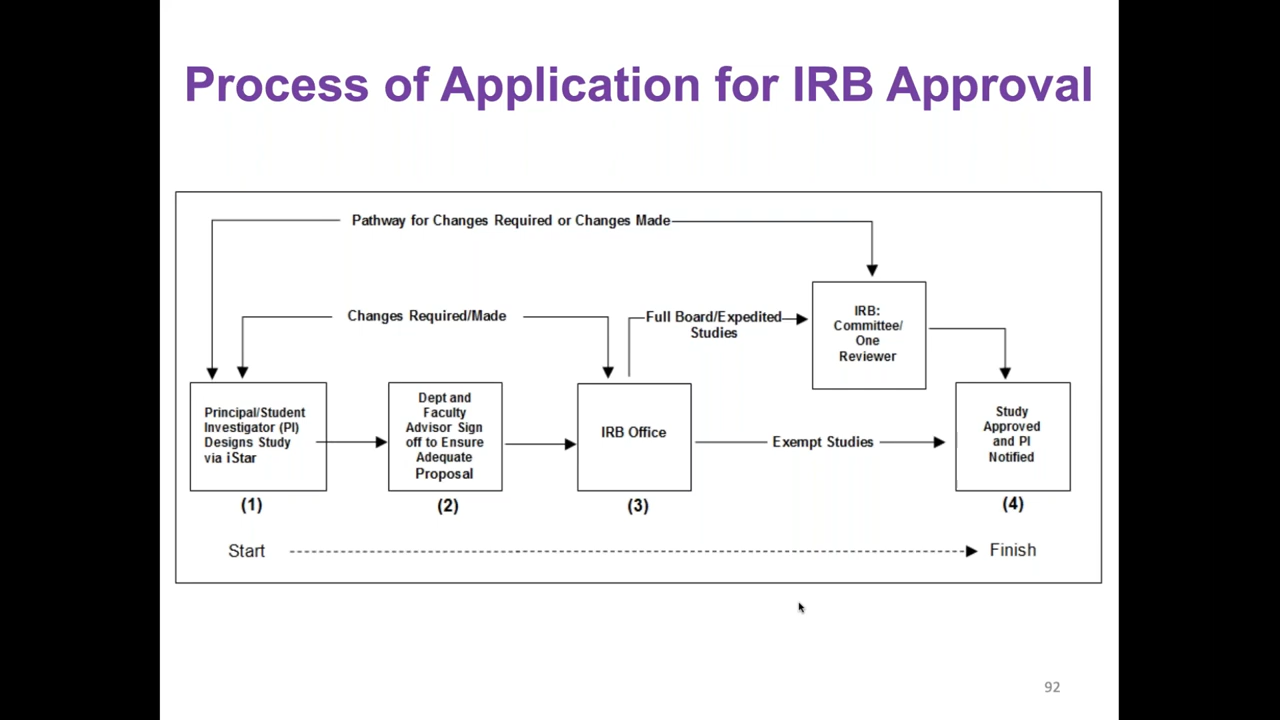 Process of Application for IRB Approval
Pathway for Changes Required or Changes Made
Changes Required/Made
Full Board/Expedited
Studies
IRB:
Committee/
One
Reviewer
Principal/Student
Investigator (PI)
Designs Study
via iStar
(1)
Dept and
Faculty
Advisor Sign
off to Ensure
Adequate
Proposal
(2)
IRB Office
(3)
Exempt Studies
Study
Approved
and PI
Notified
(4)
Start
Finish
92